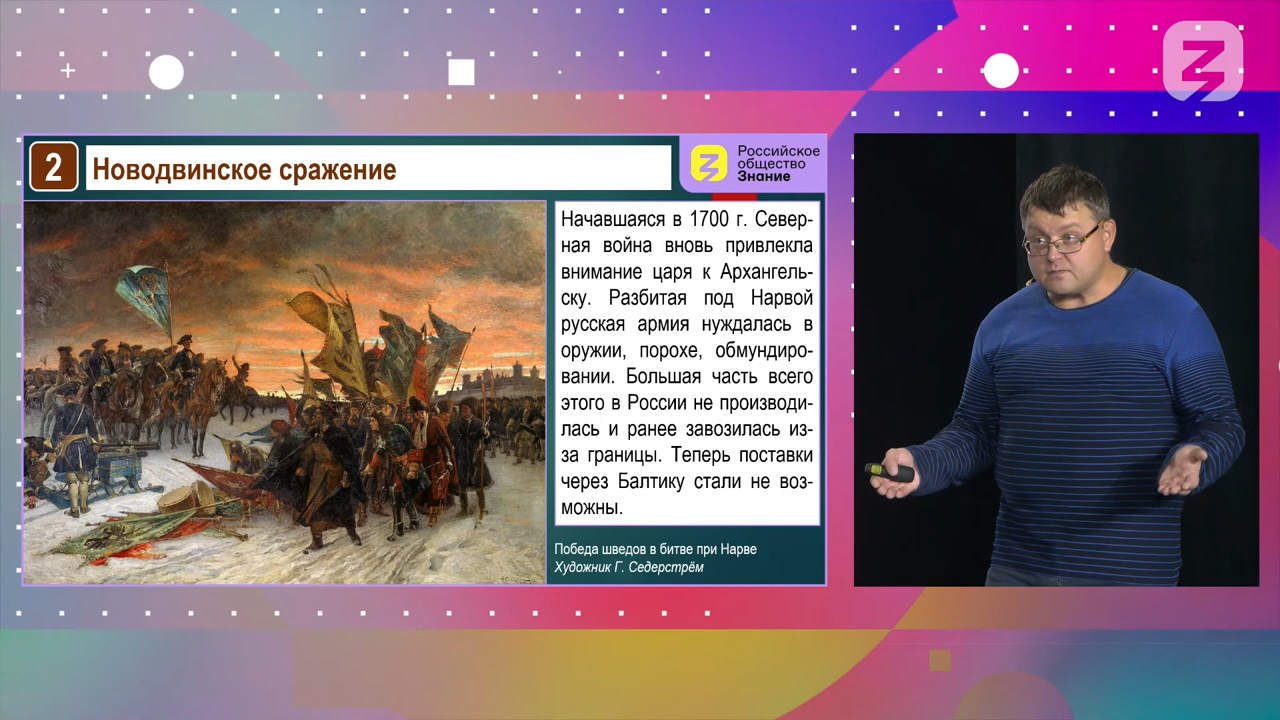 2
Новодвинское сражение
Российское
общество
Знание
Начавшаяся в 1700 г. Север-
ная война вновь привлекла
внимание царя к Архангель-
ску. Разбитая под Нарвой
русская армия нуждалась в
оружии, порохе, обмундиро-
вании. Большая часть всего
этого в России не производи-
лась и ранее завозилась из-
за границы. Теперь поставки
через Балтику стали не воз-
можны.
Победа шведов в битве при Нарве
Художник Г. Седерстрём